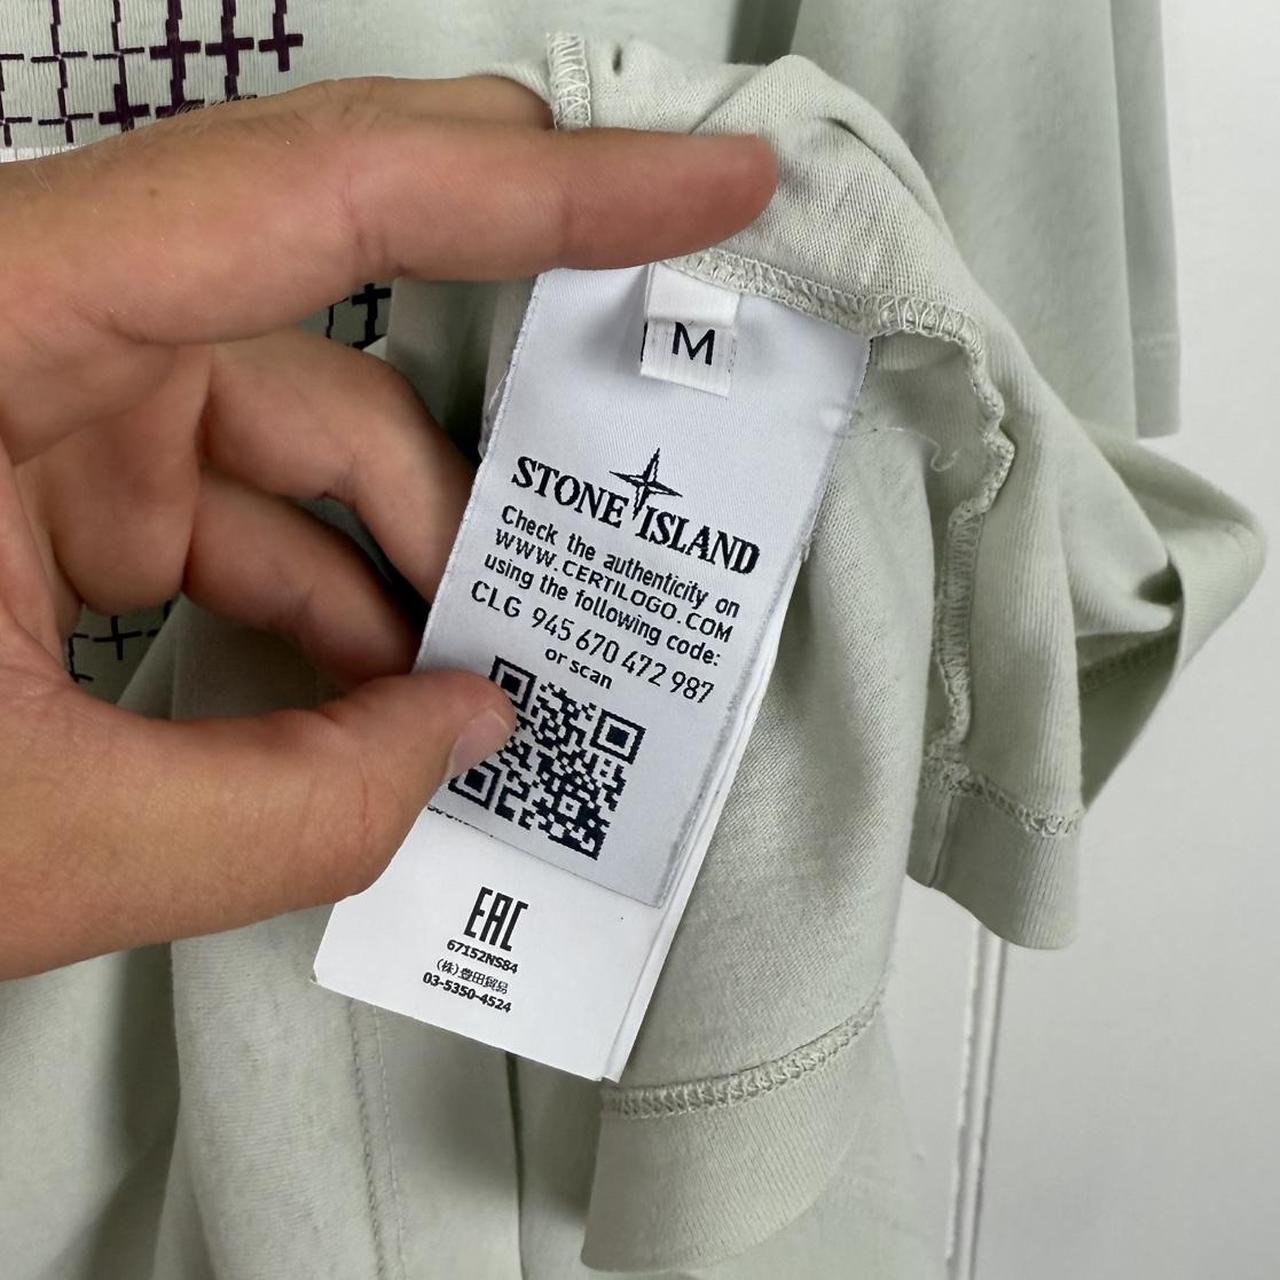 M
STONE ISLAND
Check the authenticity on
WWW.CERTILOGO.COM
using the following code:
CLG 945 670 472 987
or scan
EAC
67152NS84
(株)豊田貿易
03-5350-4524